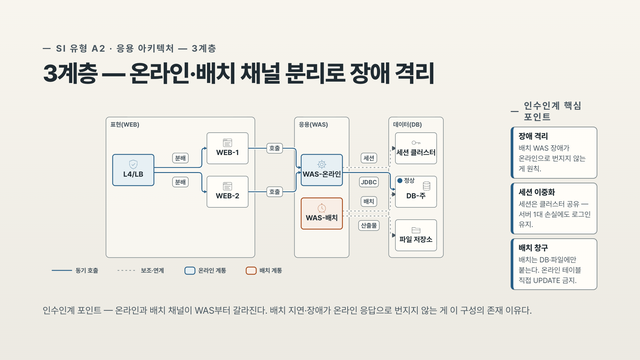 — SI 유형 A2 · 응용 아키텍처 — 3계층
3계층 — 온라인·배치 채널 분리로 장애 격리
표현(WEB)
응용(WAS)
데이터(DB)
L4/LB
분배
분배
WEB-1
WEB-2
호출
호출
WAS-온라인
WAS-배치
세션
JDBC
배치
산출물
세션 클러스터
정상
DB-주
파일 저장소
동기 호출
보조·연계
온라인 계통
배치 계통
— 인수인계 핵심
포인트
장애 격리
배치 WAS 장애가
온라인으로 번지지 않는
게 원칙.
세션 이중화
세션은 클러스터 공유 —
서버 1대 손실에도 로그인
유지.
배치 창구
배치는 DB·파일에만
붙는다. 온라인 테이블
직접 UPDATE 금지.
인수인계 포인트 — 온라인과 배치 채널이 WAS부터 갈라진다. 배치 지연·장애가 온라인 응답으로 번지지 않는 게 이 구성의 존재 이유다.